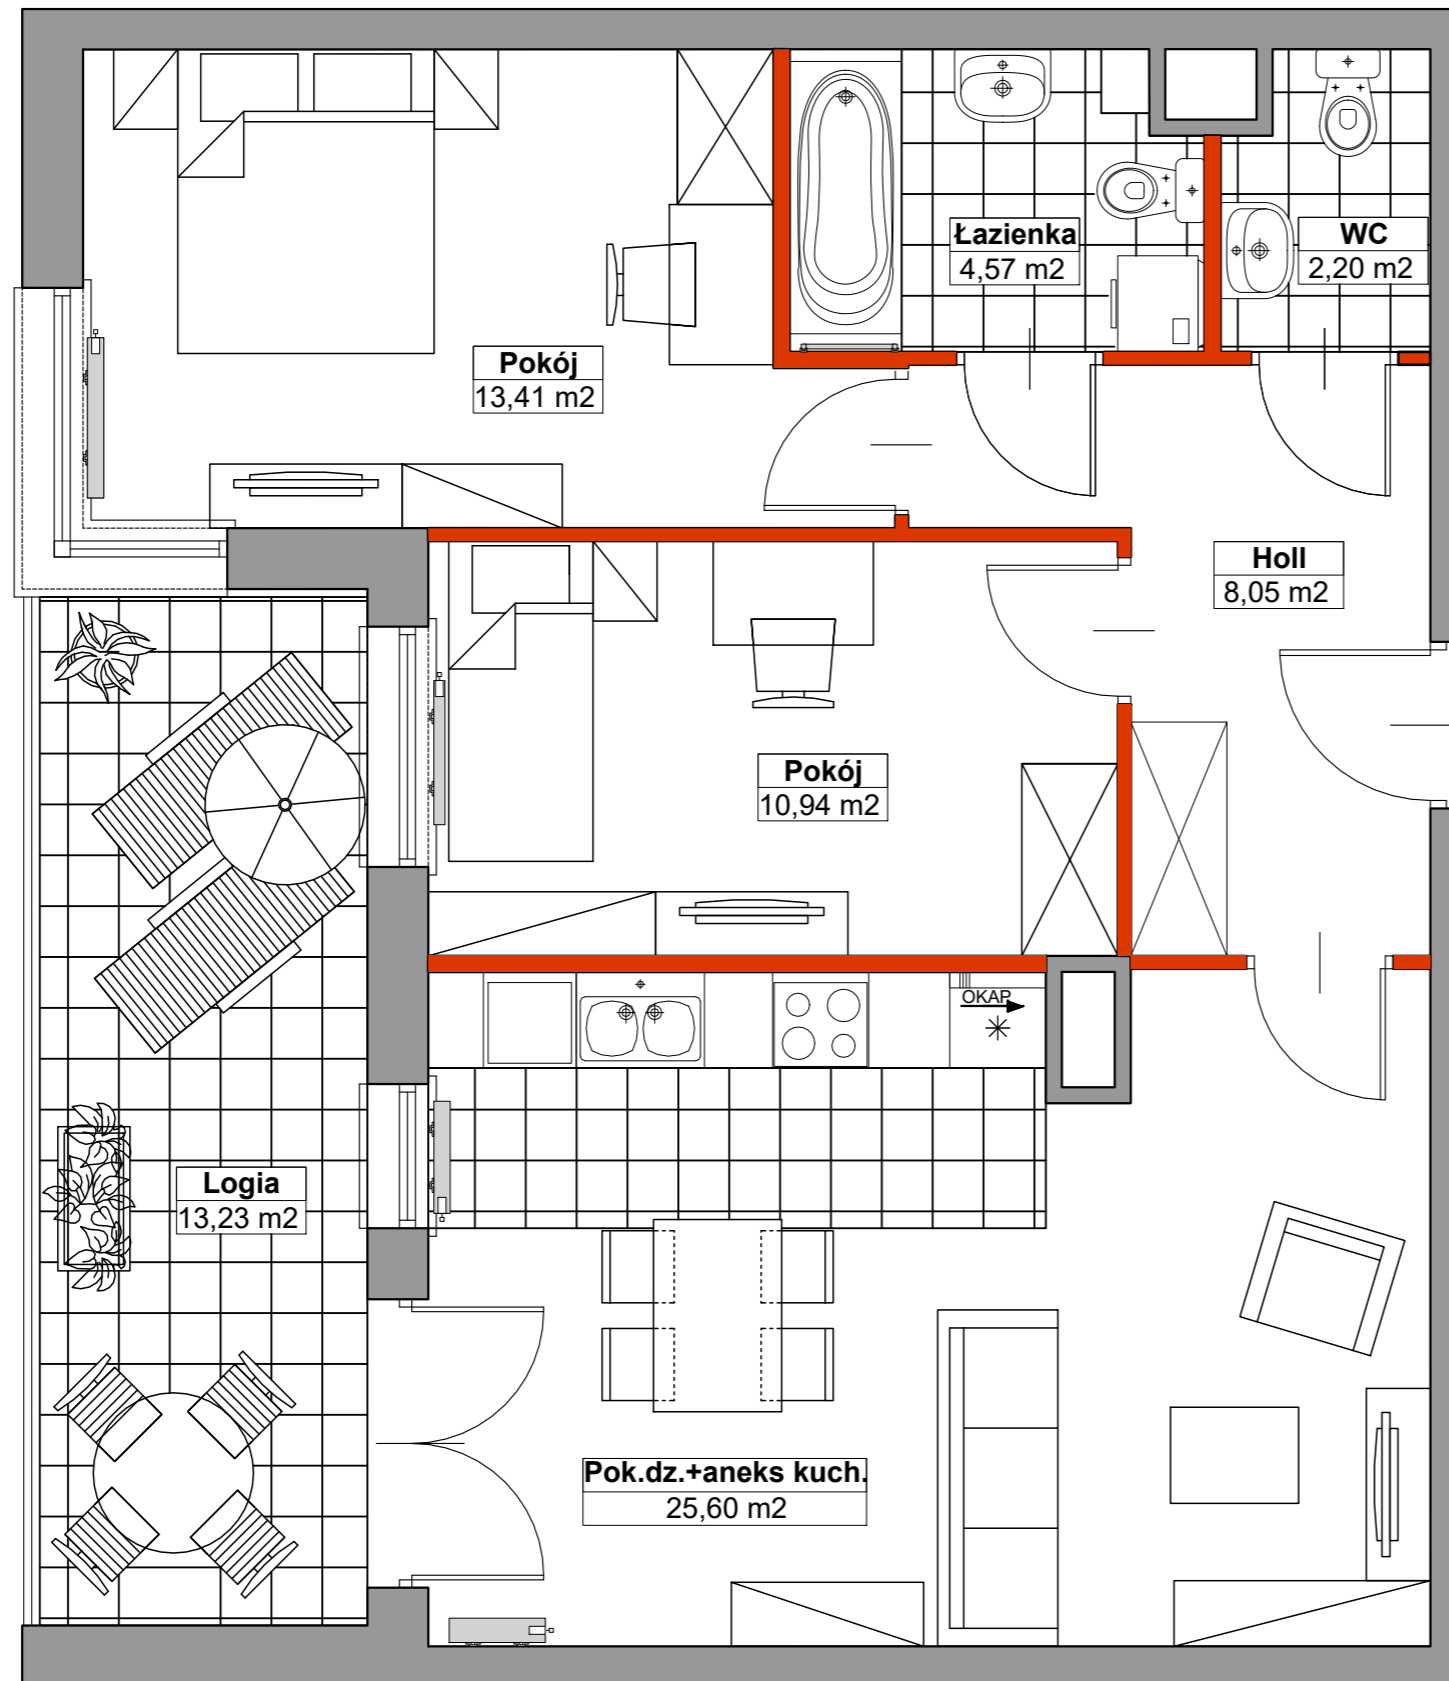 Łazienka
4,57 m2
WC
2,20 m2
Pokój
13,41 m2
Holl
8,05 m2
Pokój
10,94 m2
OKAP
Logia
13,23 m2
Pok.dz.+aneks kuch.
25,60 m2